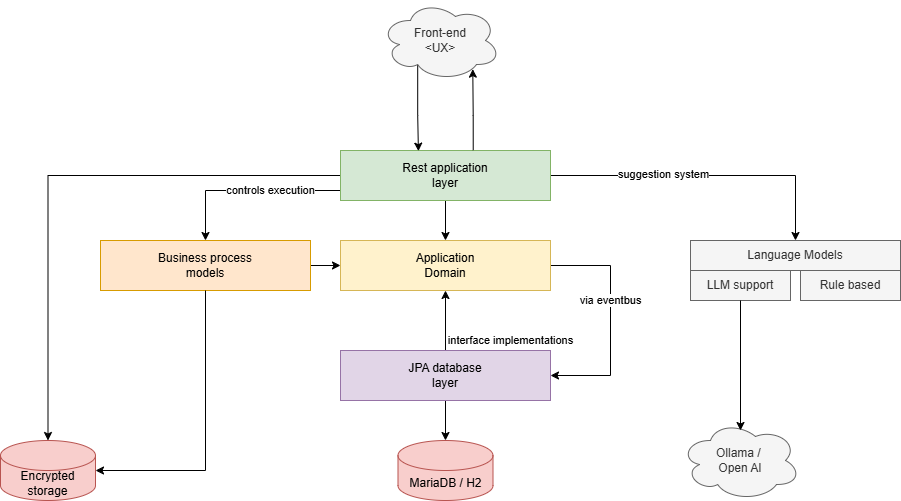 Front-end
<UX>
Rest application
layer
suggestion system
controls execution
Business process
models
Application
Domain
Language Models
LLM support
Rule based
via eventbus
interface implementations
JPA database
layer
Encrypted
storage
MariaDB / H2
Ollama /
Open AI